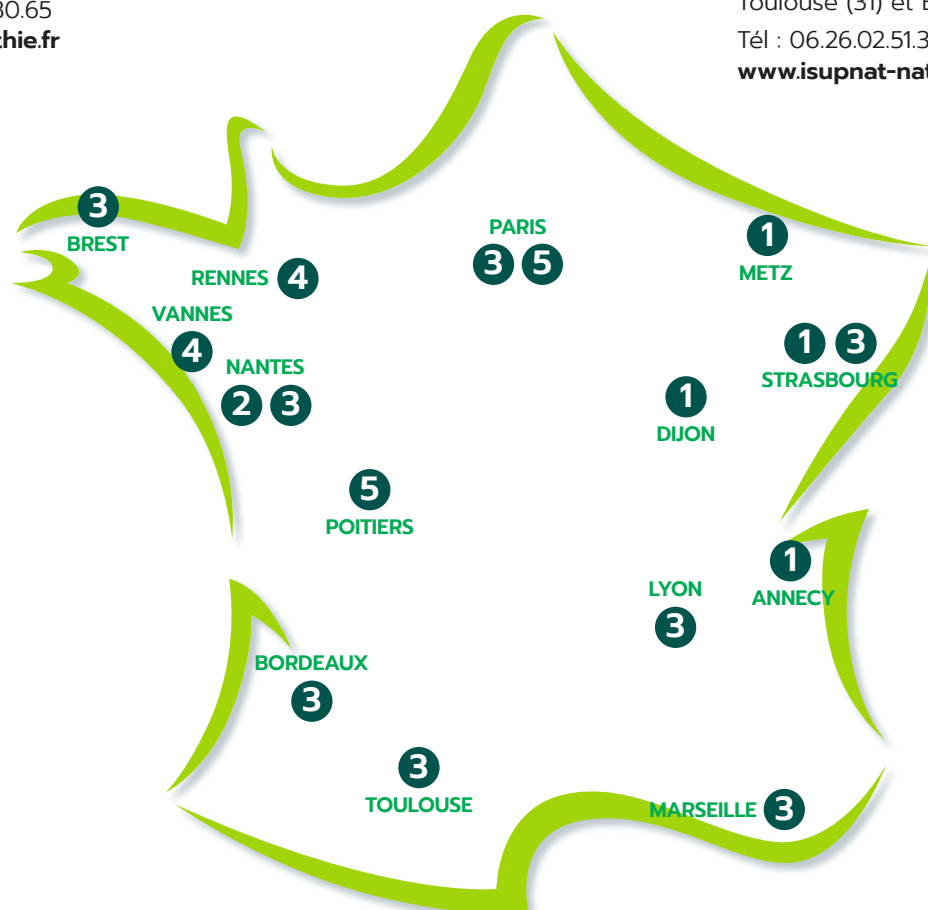 30.65
hie.fr
Toulouse (31) et
Tél : 06.26.02.51.3
www.isupnat-nat
3
BREST
PARIS
3 5
1
METZ
RENNES 4
VANNES
4
NANTES
2 3
1 3
STRASBOURG
1
DIJON
5
POITIERS
1
ANNECY
LYON
3
BORDEAUX
3
3
TOULOUSE
MARSEILLE 3